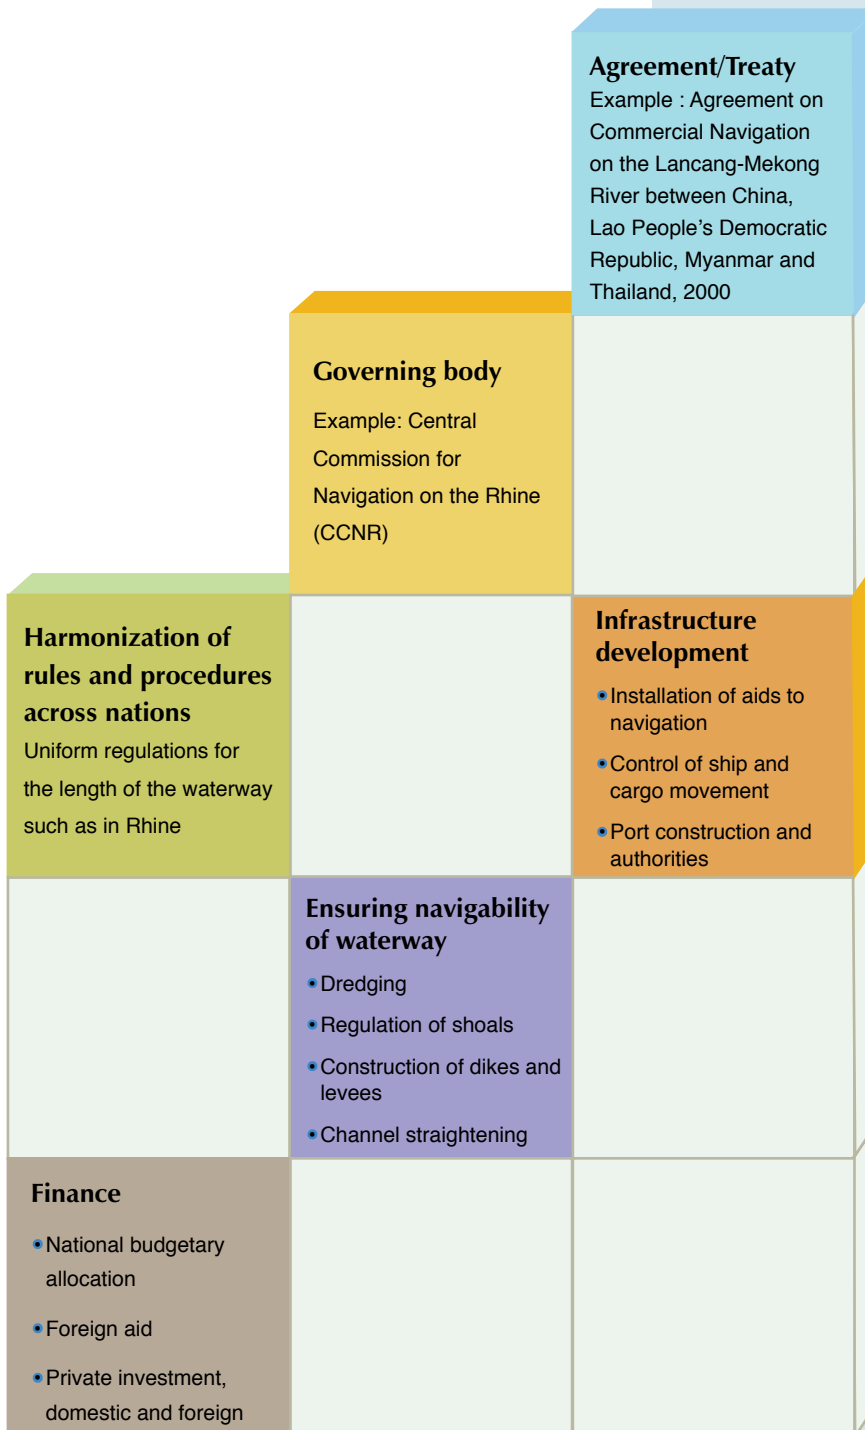 Agreement/Treaty
Example : Agreement on
Commercial Navigation
on the Lancang-Mekong
River between China,
Lao People's Democratic
Republic, Myanmar and
Thailand, 2000
Governing body
Example: Central
Commission for
Navigation on the Rhine
(CCNR)
Harmonization of
rules and procedures
across nations
Uniform regulations for
the length of the waterway
such as in Rhine
Infrastructure
development
• Installation of aids to
navigation
• Control of ship and
cargo movement
• Port construction and
authorities
Ensuring navigability
of waterway
• Dredging
• Regulation of shoals
• Construction of dikes and
levees
• Channel straightening
Finance
• National budgetary
allocation
• Foreign aid
• Private investment,
domestic and foreign